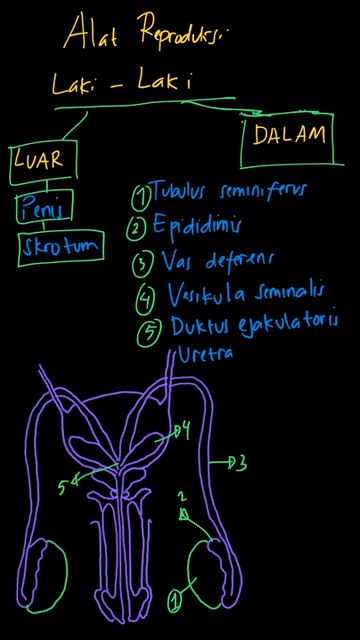 Alat Reproduksi
Laki - Laki
LUAR
DALAM
Penis
Skrotum
1 Tubulus seminiferus
2 Epididimis
3 Vas deferens
4 Vesikula seminalis
5 Duktus ejakulatoris
Uretra
4
3
5
2
1